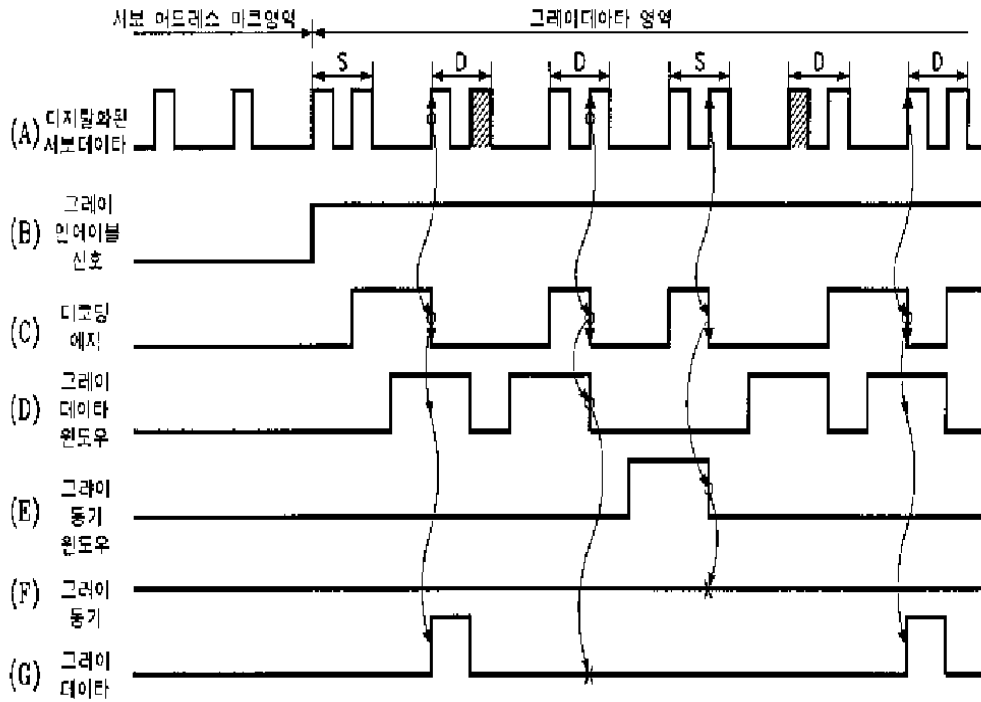 서보 어드레스 마크영역
그레이데이타 영역
S D D S D D
(A) 디지탈화된
서보데이타
(B) 그레이
인에이블
신호
(C) 디코딩
에지
(D) 그레이
데이타
윈도우
(E) 그레이
동기
윈도우
(F) 그레이
동기
(G) 그레이
데이타